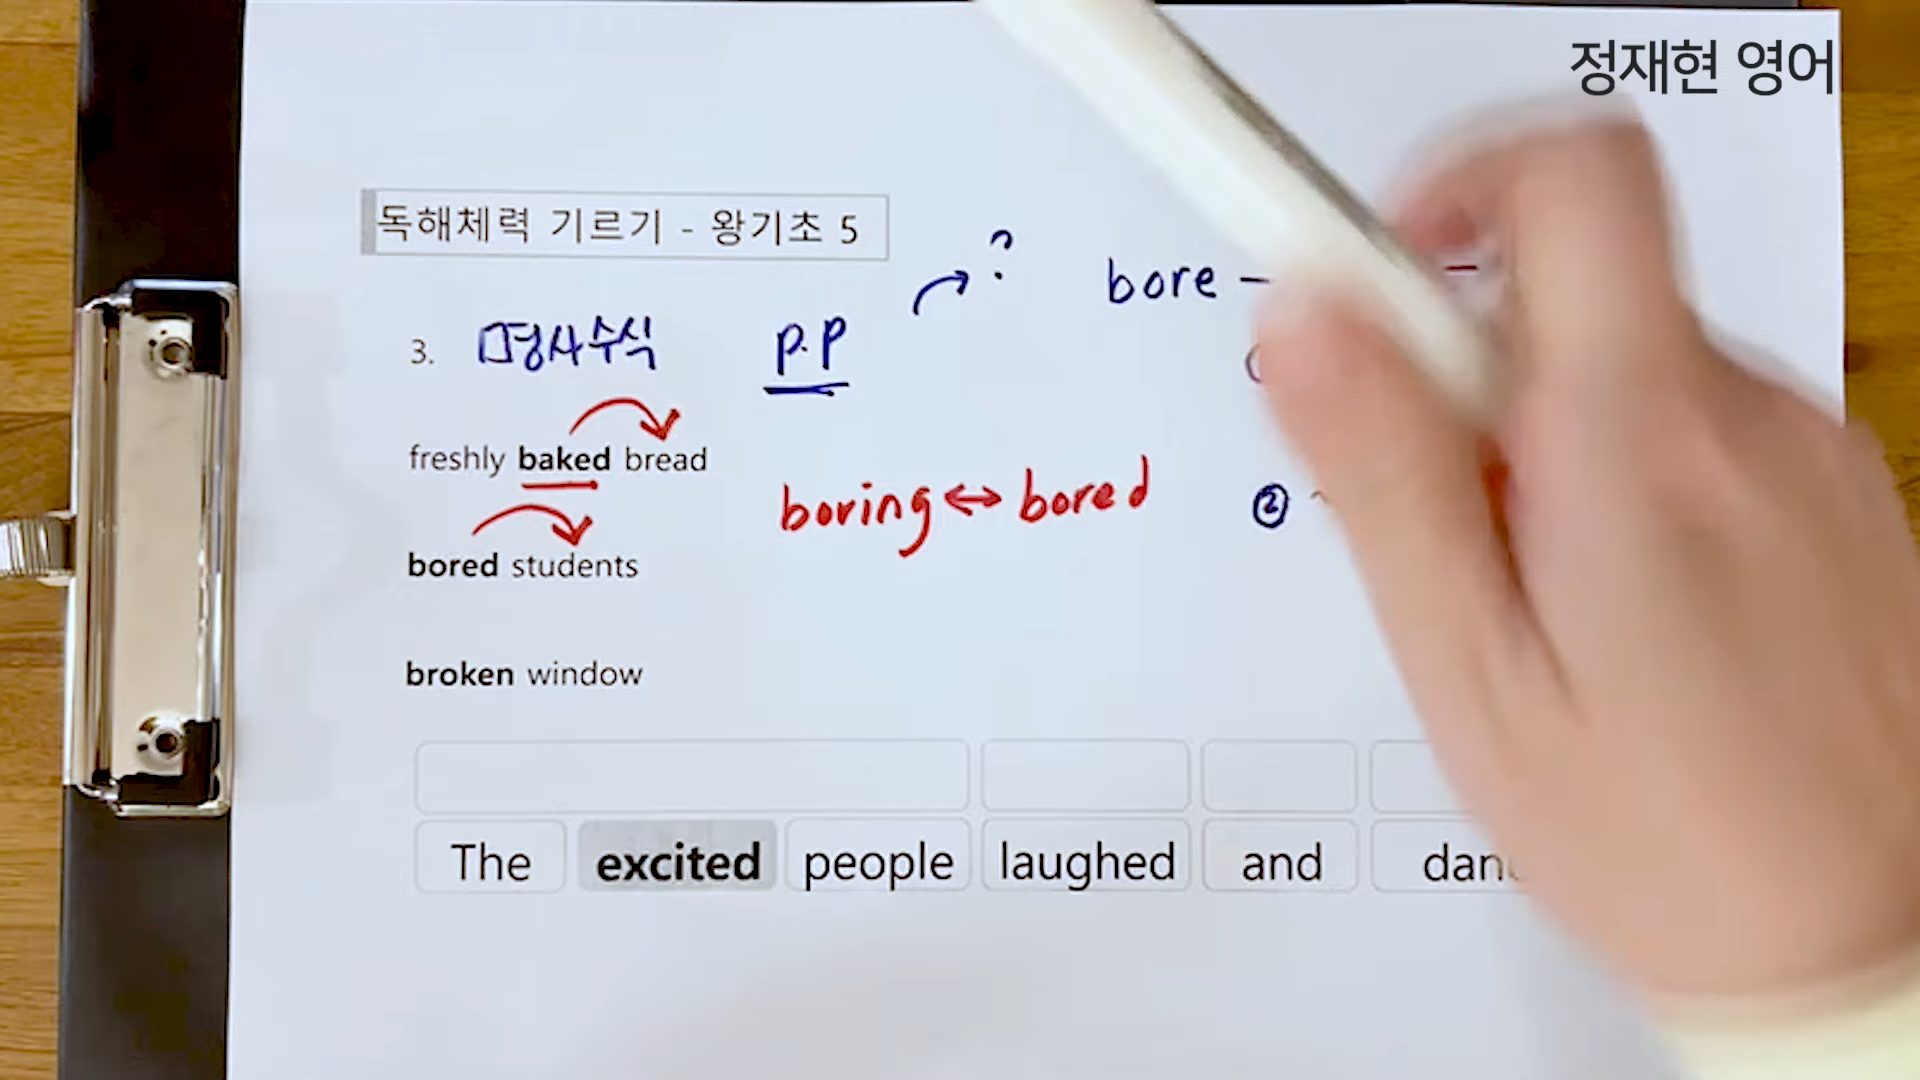 정재현 영어
독해체력 기르기 - 왕기초 5
?
bore -
3. 명사수식 p.p
freshly baked bread
boring ↔ bored
②
bored students
broken window
The excited people laughed and